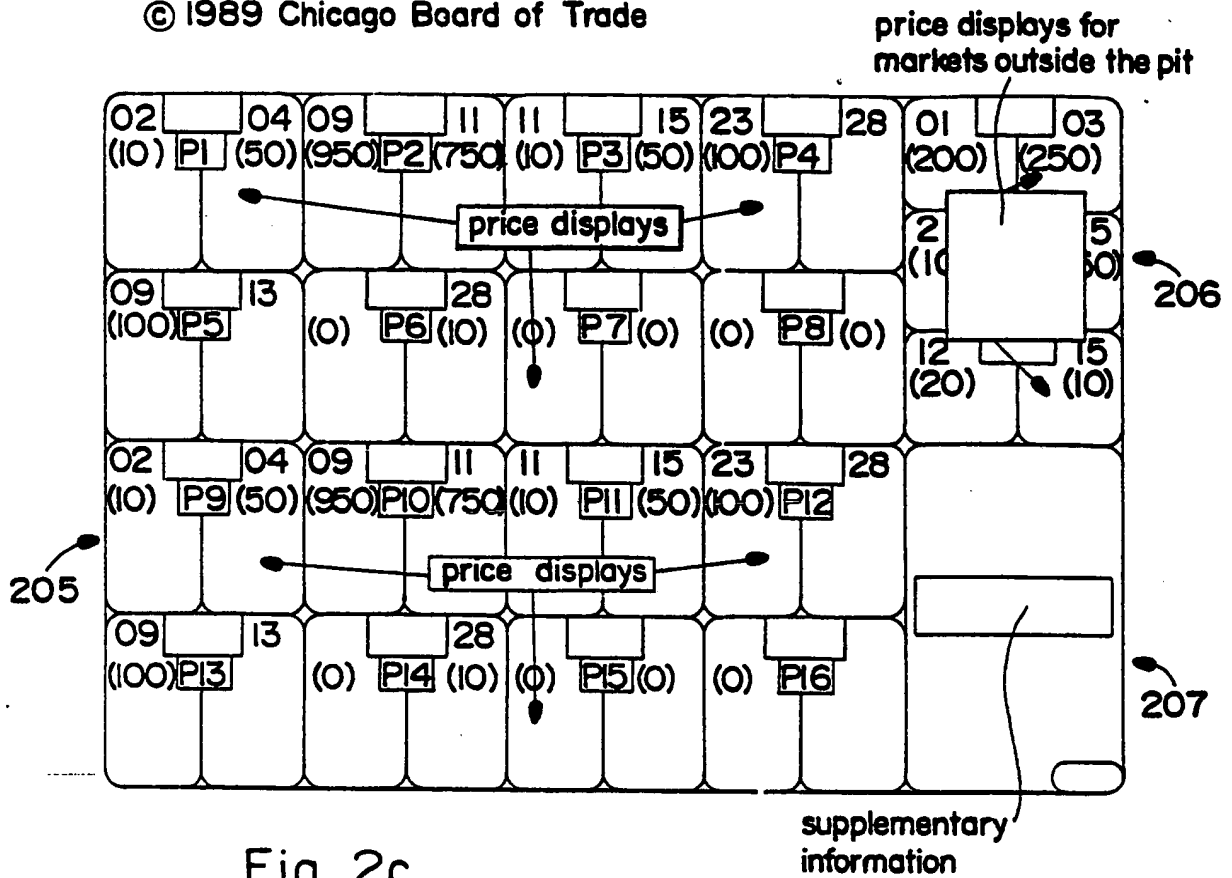 © 1989 Chicago Board of Trade
price displays for
markets outside the pit
02 04 09 11 11 15 23 28 01 03
(10) P1 (50) (950) P2 (750) (10) P3 (50) (100) P4 (200) (250)
price displays
2 5
(10 50)
206
09 13 28
(100) P5 (0) P6 (10) (0) P7 (0) (0) P8 (0)
12 15
(20) (10)
02 04 09 11 11 15 23 28
(10) P9 (50) (950) P10 (750) (10) P11 (50) (100) P12
205
price displays
09 13 28
(100) P13 (0) P14 (10) (0) P15 (0) (0) P16
207
supplementary
information
Fig. 2c